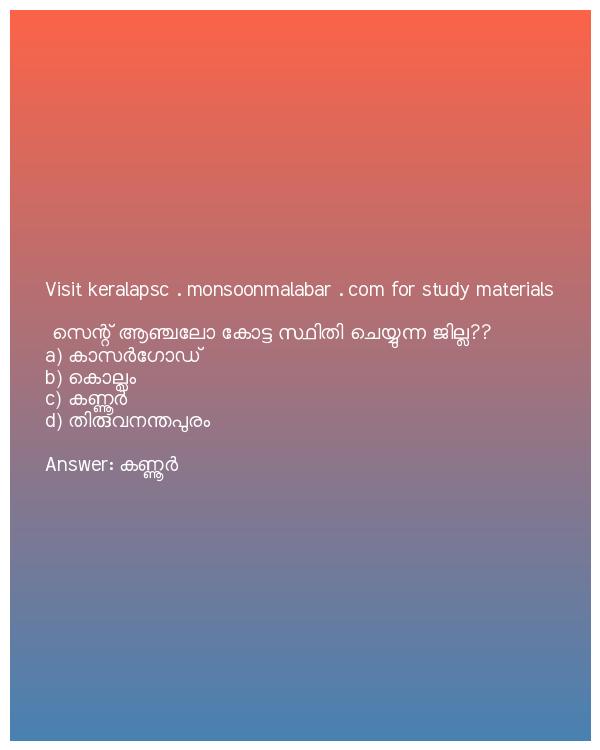 Visit keralapsc . monsoonmalabar . com for study materials
സെന്റ് ആഞ്ചലോ കോട്ട സ്ഥിതി ചെയ്യുന്ന ജില്ല??
a) കാസർഗോഡ്
b) കൊല്ലം
c) കണ്ണൂർ
d) തിരുവനന്തപുരം
Answer: കണ്ണൂർ